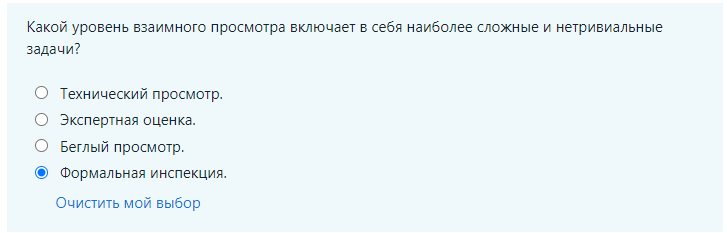 Какой уровень взаимного просмотра включает в себя наиболее сложные и нетривиальные
задачи?
Технический просмотр.
Экспертная оценка.
Беглый просмотр.
Формальная инспекция.
Очистить мой выбор